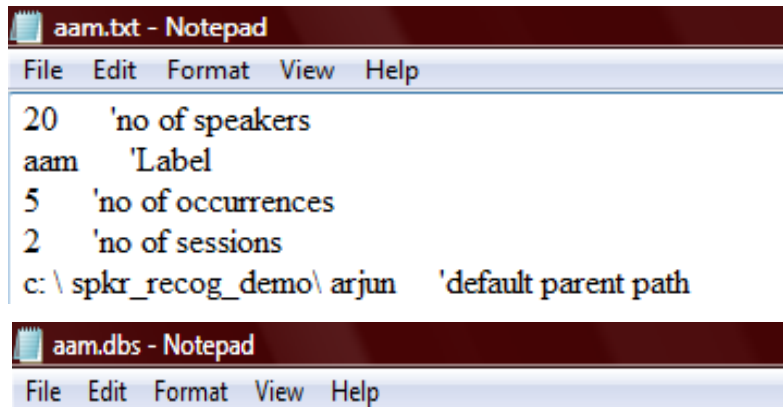 aam.txt - Notepad
File Edit Format View Help
20 'no of speakers
aam 'Label
5 'no of occurrences
2 'no of sessions
c: \ spkr_recog_demo\ arjun 'default parent path
aam.dbs - Notepad
File Edit Format View Help